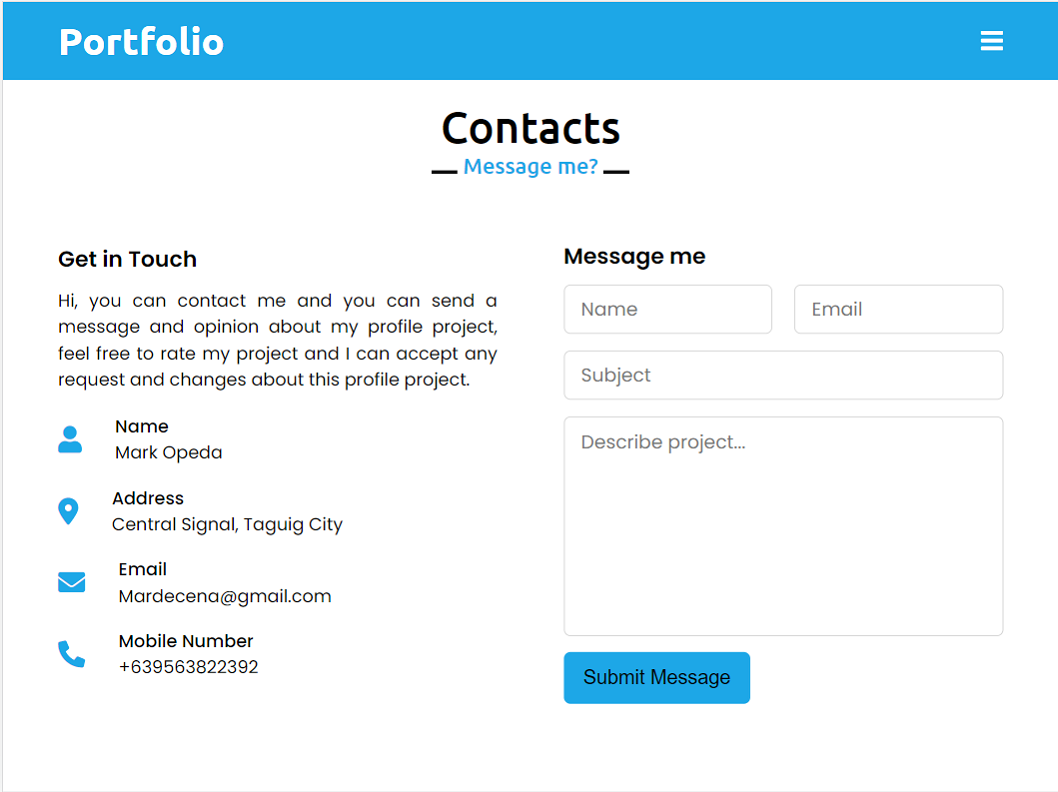 Portfolio
Contacts
Message me?
Get in Touch
Hi, you can contact me and you can send a
message and opinion about my profile project,
feel free to rate my project and I can accept any
request and changes about this profile project.
Name
Mark Opeda
Address
Central Signal, Taguig City
Email
Mardecena@gmail.com
Mobile Number
+639563822392
Message me
Name
Email
Subject
Describe project...
Submit Message